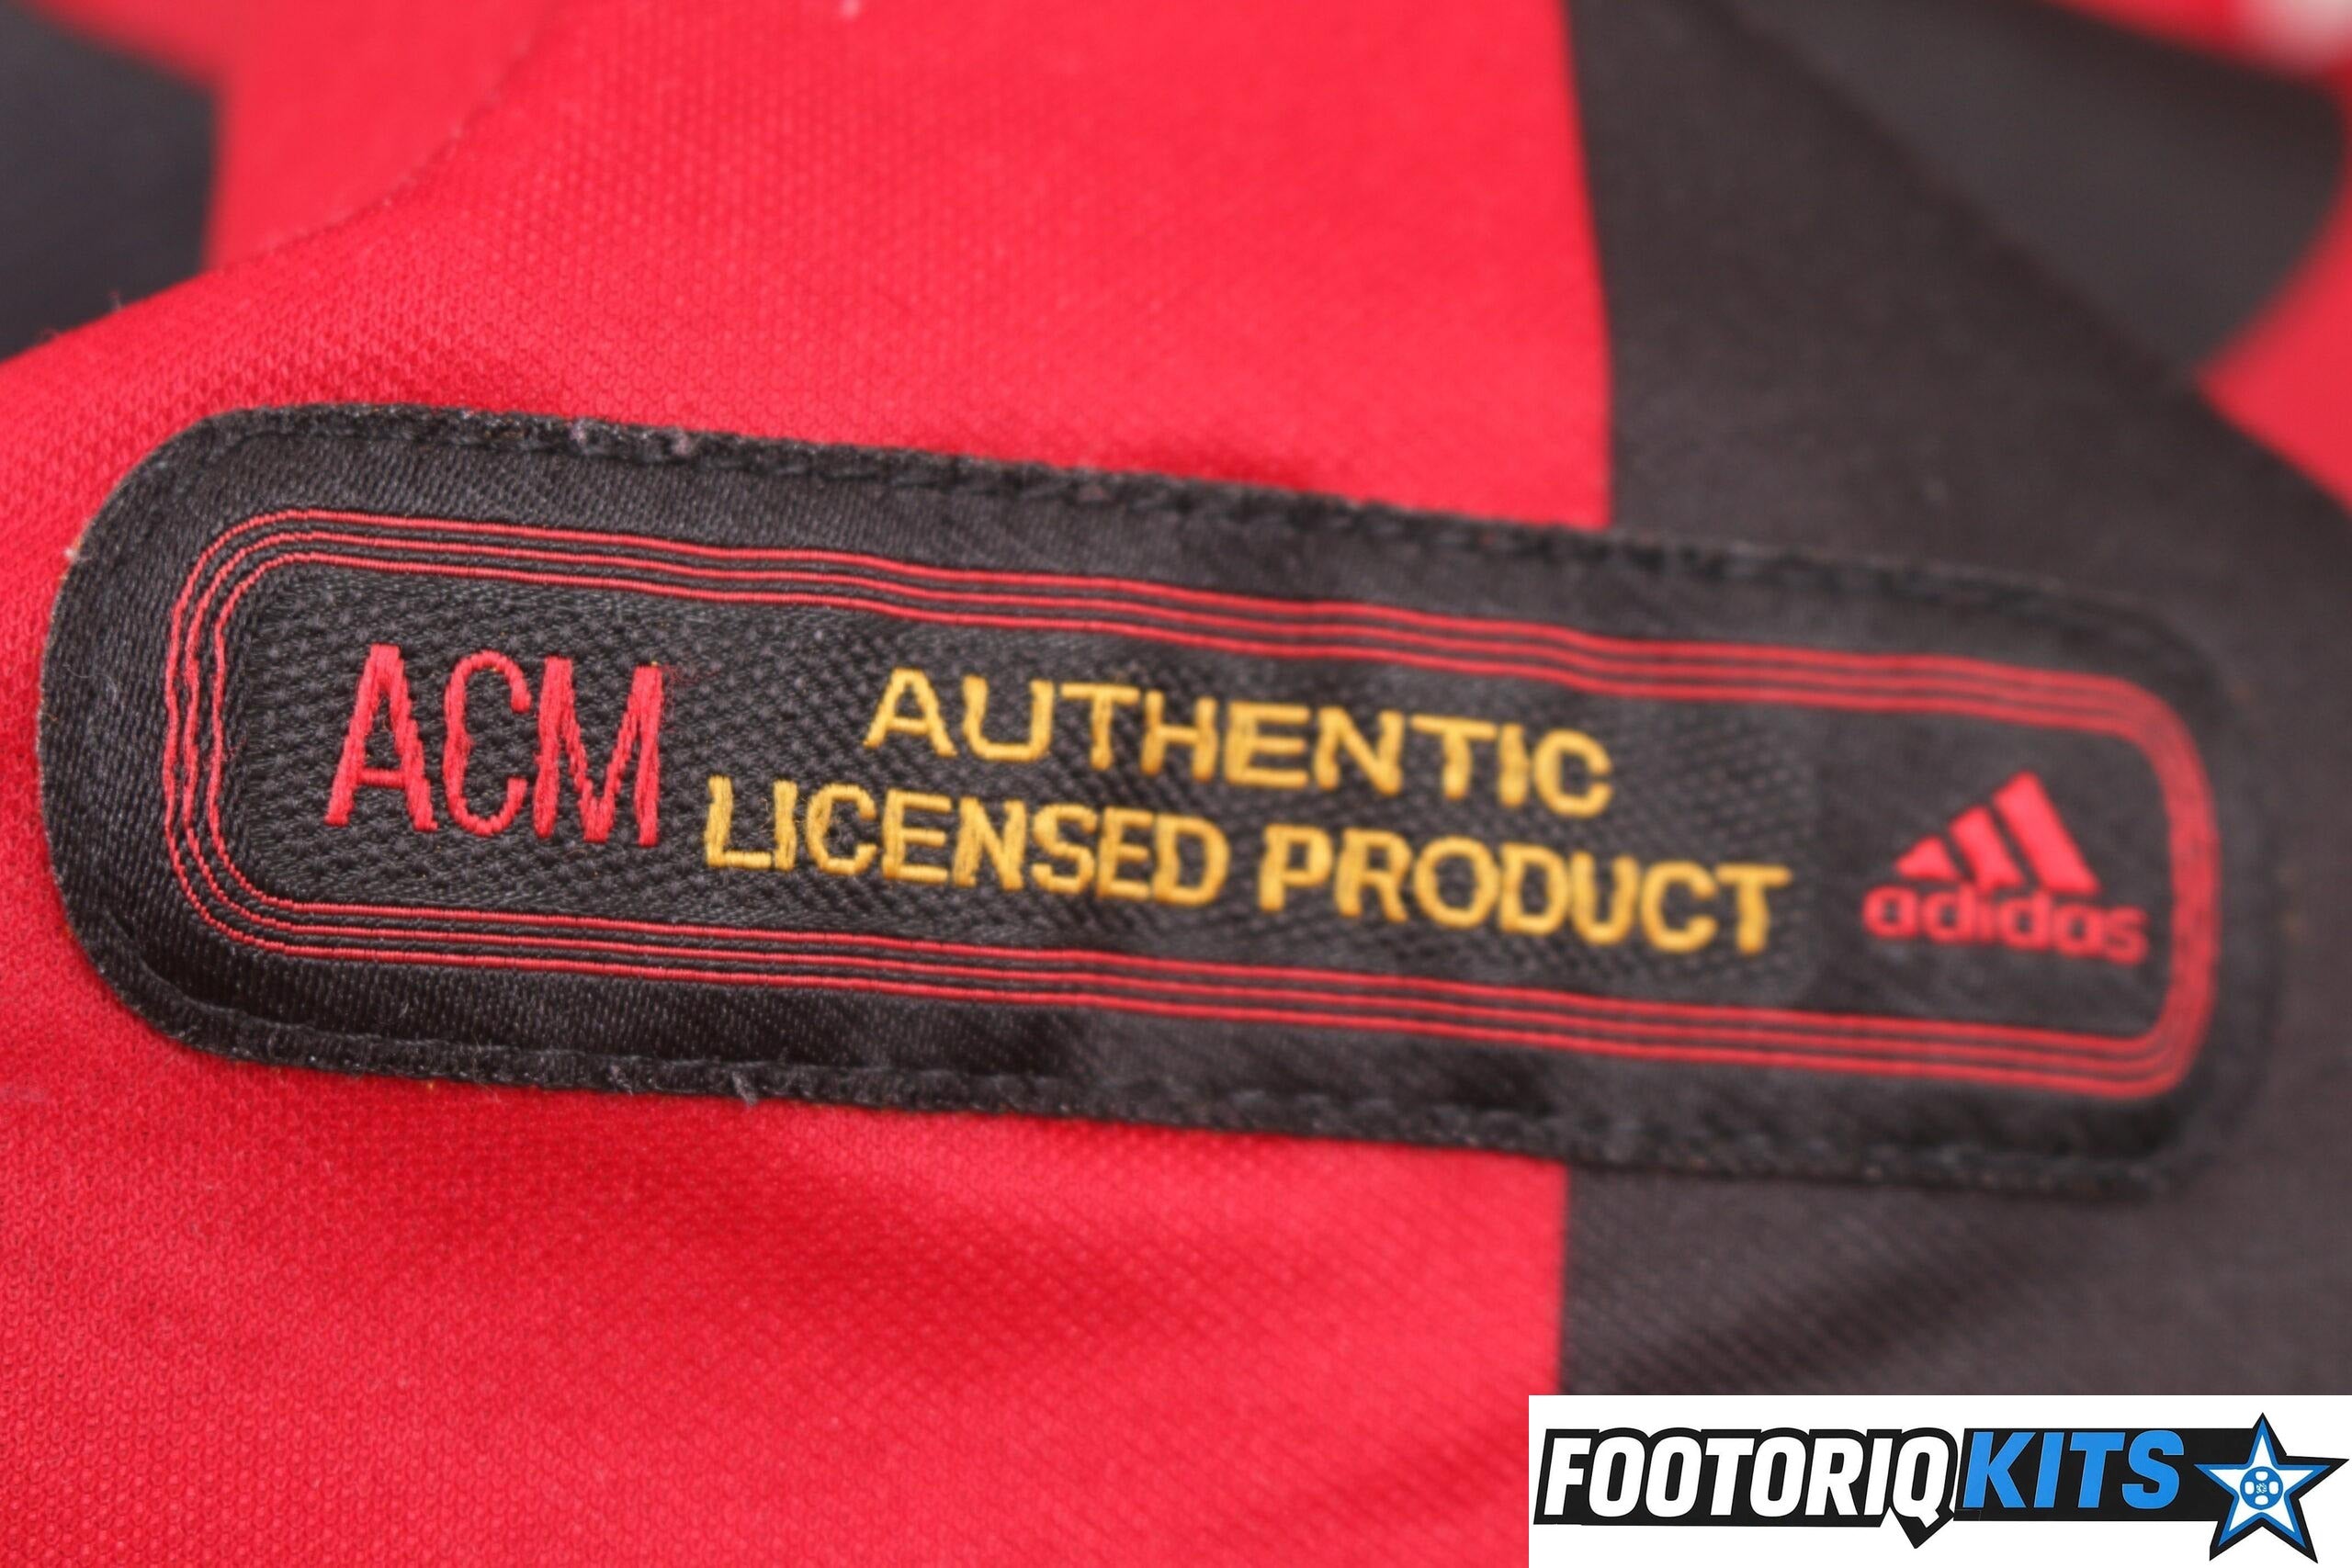 ACM
AUTHENTIC
LICENSED PRODUCT
adidas
FOOTORIQKITS